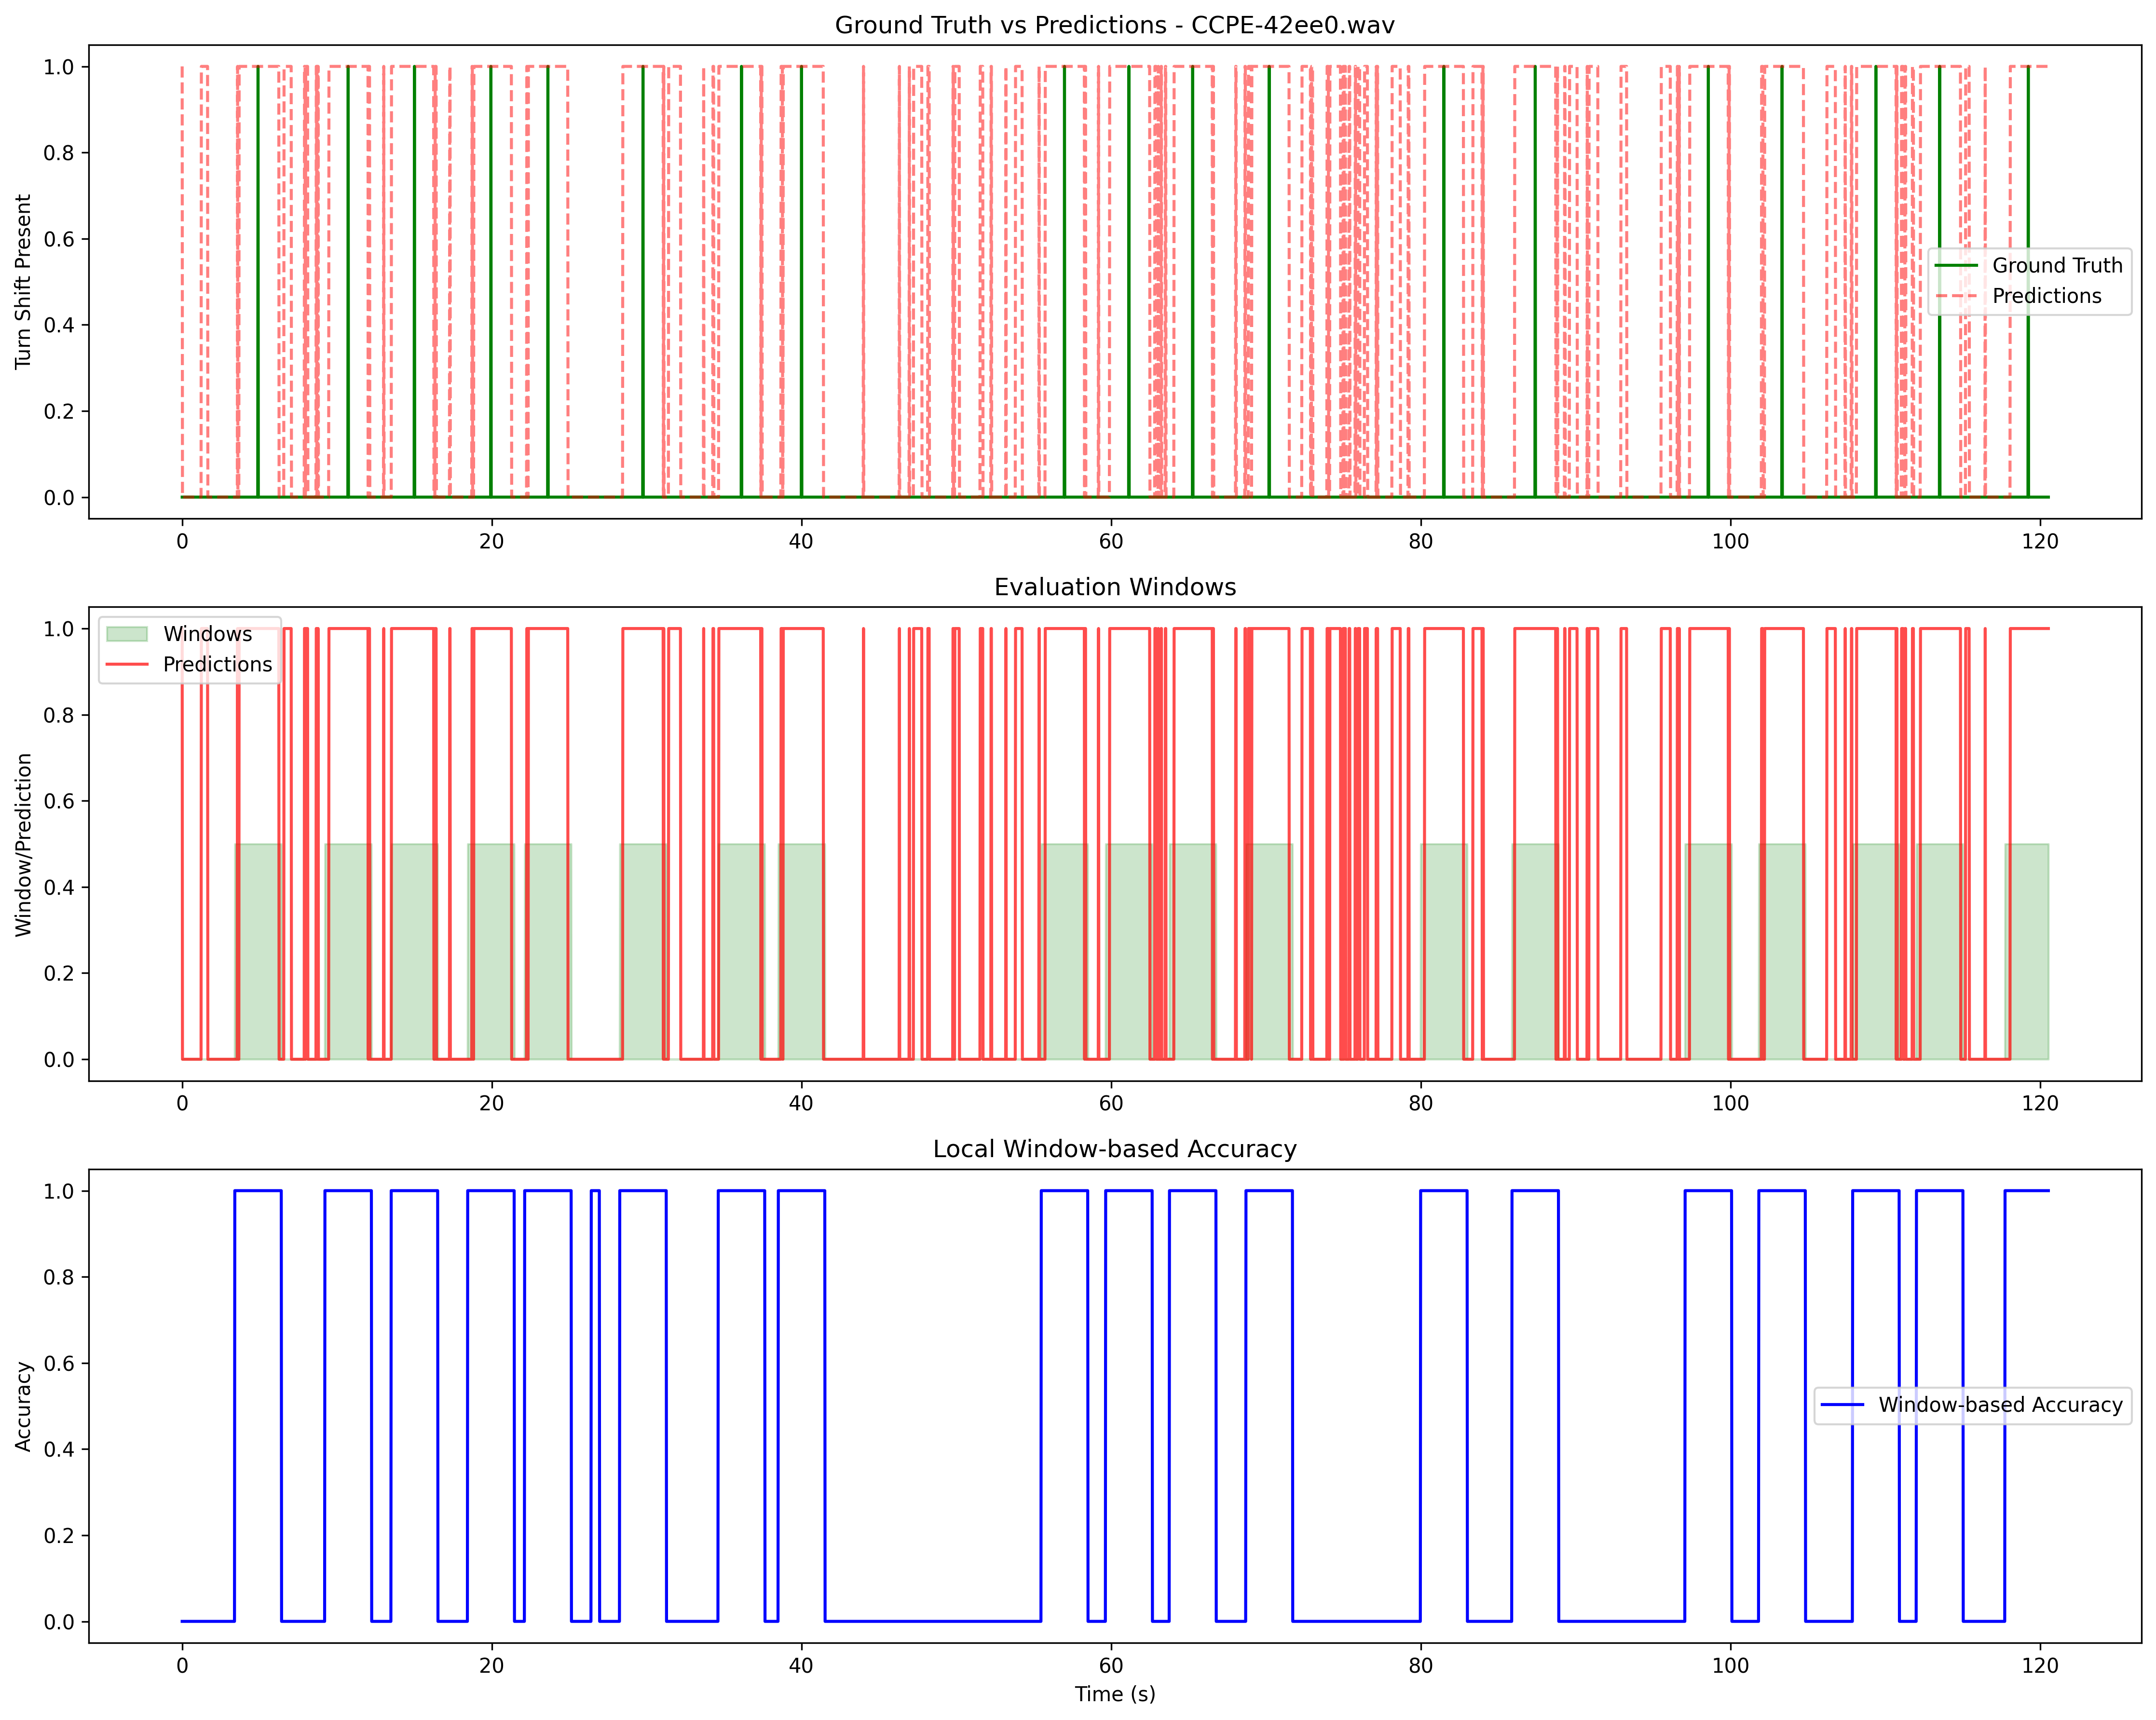 Ground Truth vs Predictions - CCPE-42ee0.wav
1.0
0.8
0.6
0.4
0.2
0.0
Turn Shift Present
Ground Truth
Predictions
0 20 40 60 80 100 120
Evaluation Windows
1.0
0.8
0.6
0.4
0.2
0.0
Window/Prediction
Windows
Predictions
0 20 40 60 80 100 120
Local Window-based Accuracy
1.0
0.8
0.6
0.4
0.2
0.0
Accuracy
Window-based Accuracy
0 20 40 60 80 100 120
Time (s)